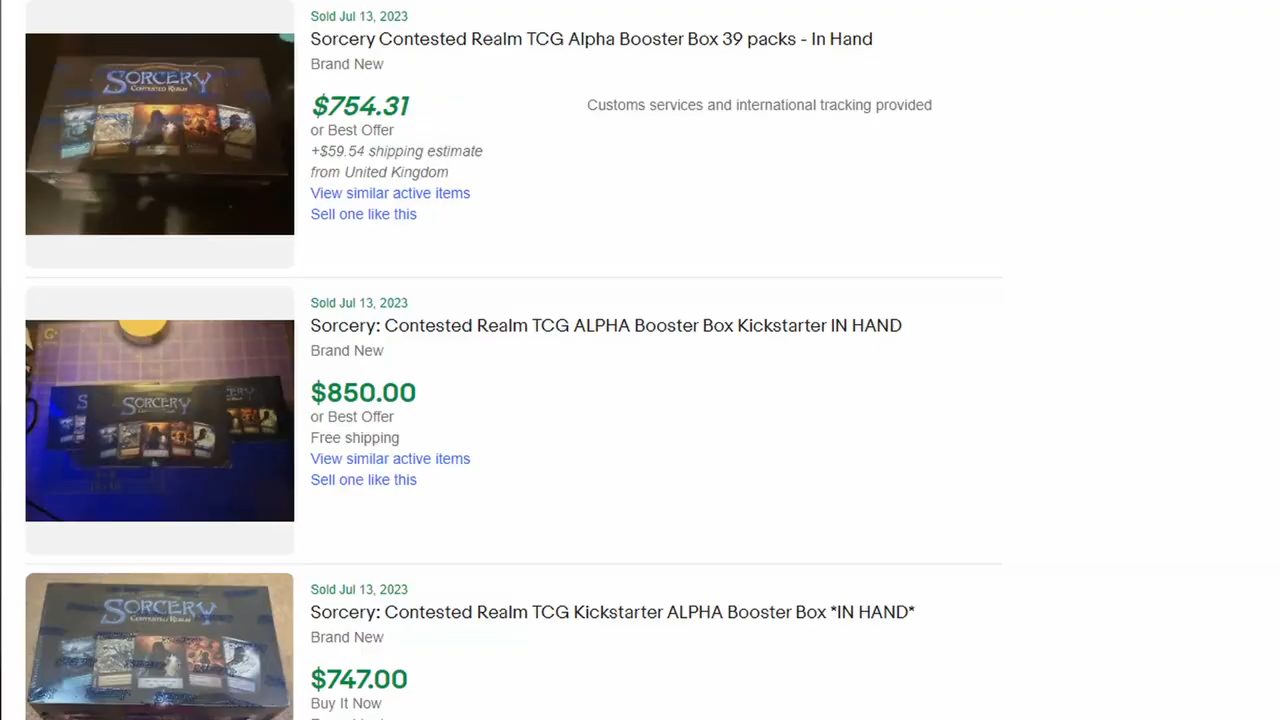 Sold Jul 13, 2023
Sorcery Contested Realm TCG Alpha Booster Box 39 packs - In Hand
Brand New
$754.31
Customs services and international tracking provided
or Best Offer
+$59.54 shipping estimate
from United Kingdom
View similar active items
Sell one like this
SORCERY
CONTESTED REALM
Sold Jul 13, 2023
Sorcery: Contested Realm TCG ALPHA Booster Box Kickstarter IN HAND
Brand New
$850.00
or Best Offer
Free shipping
View similar active items
Sell one like this
SORCERY
Sold Jul 13, 2023
Sorcery: Contested Realm TCG Kickstarter ALPHA Booster Box *IN HAND*
Brand New
$747.00
Buy It Now
SORCERY
CONTESTED REALM